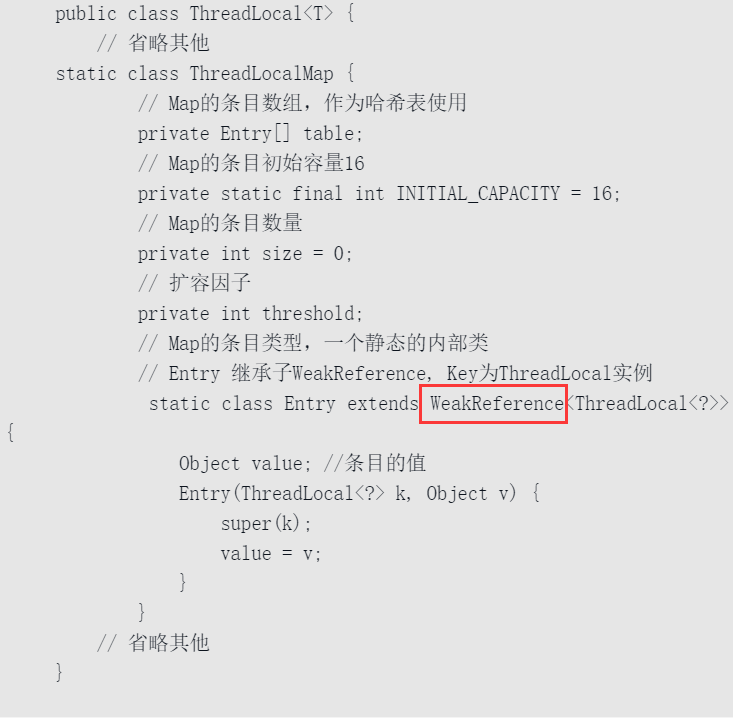 public class ThreadLocal<T> {
// 省略其他
static class ThreadLocalMap {
// Map的条目数组，作为哈希表使用
private Entry[] table;
// Map的条目初始容量16
private static final int INITIAL_CAPACITY = 16;
// Map的条目数量
private int size = 0;
// 扩容因子
private int threshold;
// Map的条目类型，一个静态的内部类
// Entry 继承子WeakReference, Key为ThreadLocal实例
static class Entry extends WeakReference<ThreadLocal<?>>
{
Object value; //条目的值
Entry(ThreadLocal<?> k, Object v) {
super(k);
value = v;
}
}
// 省略其他
}